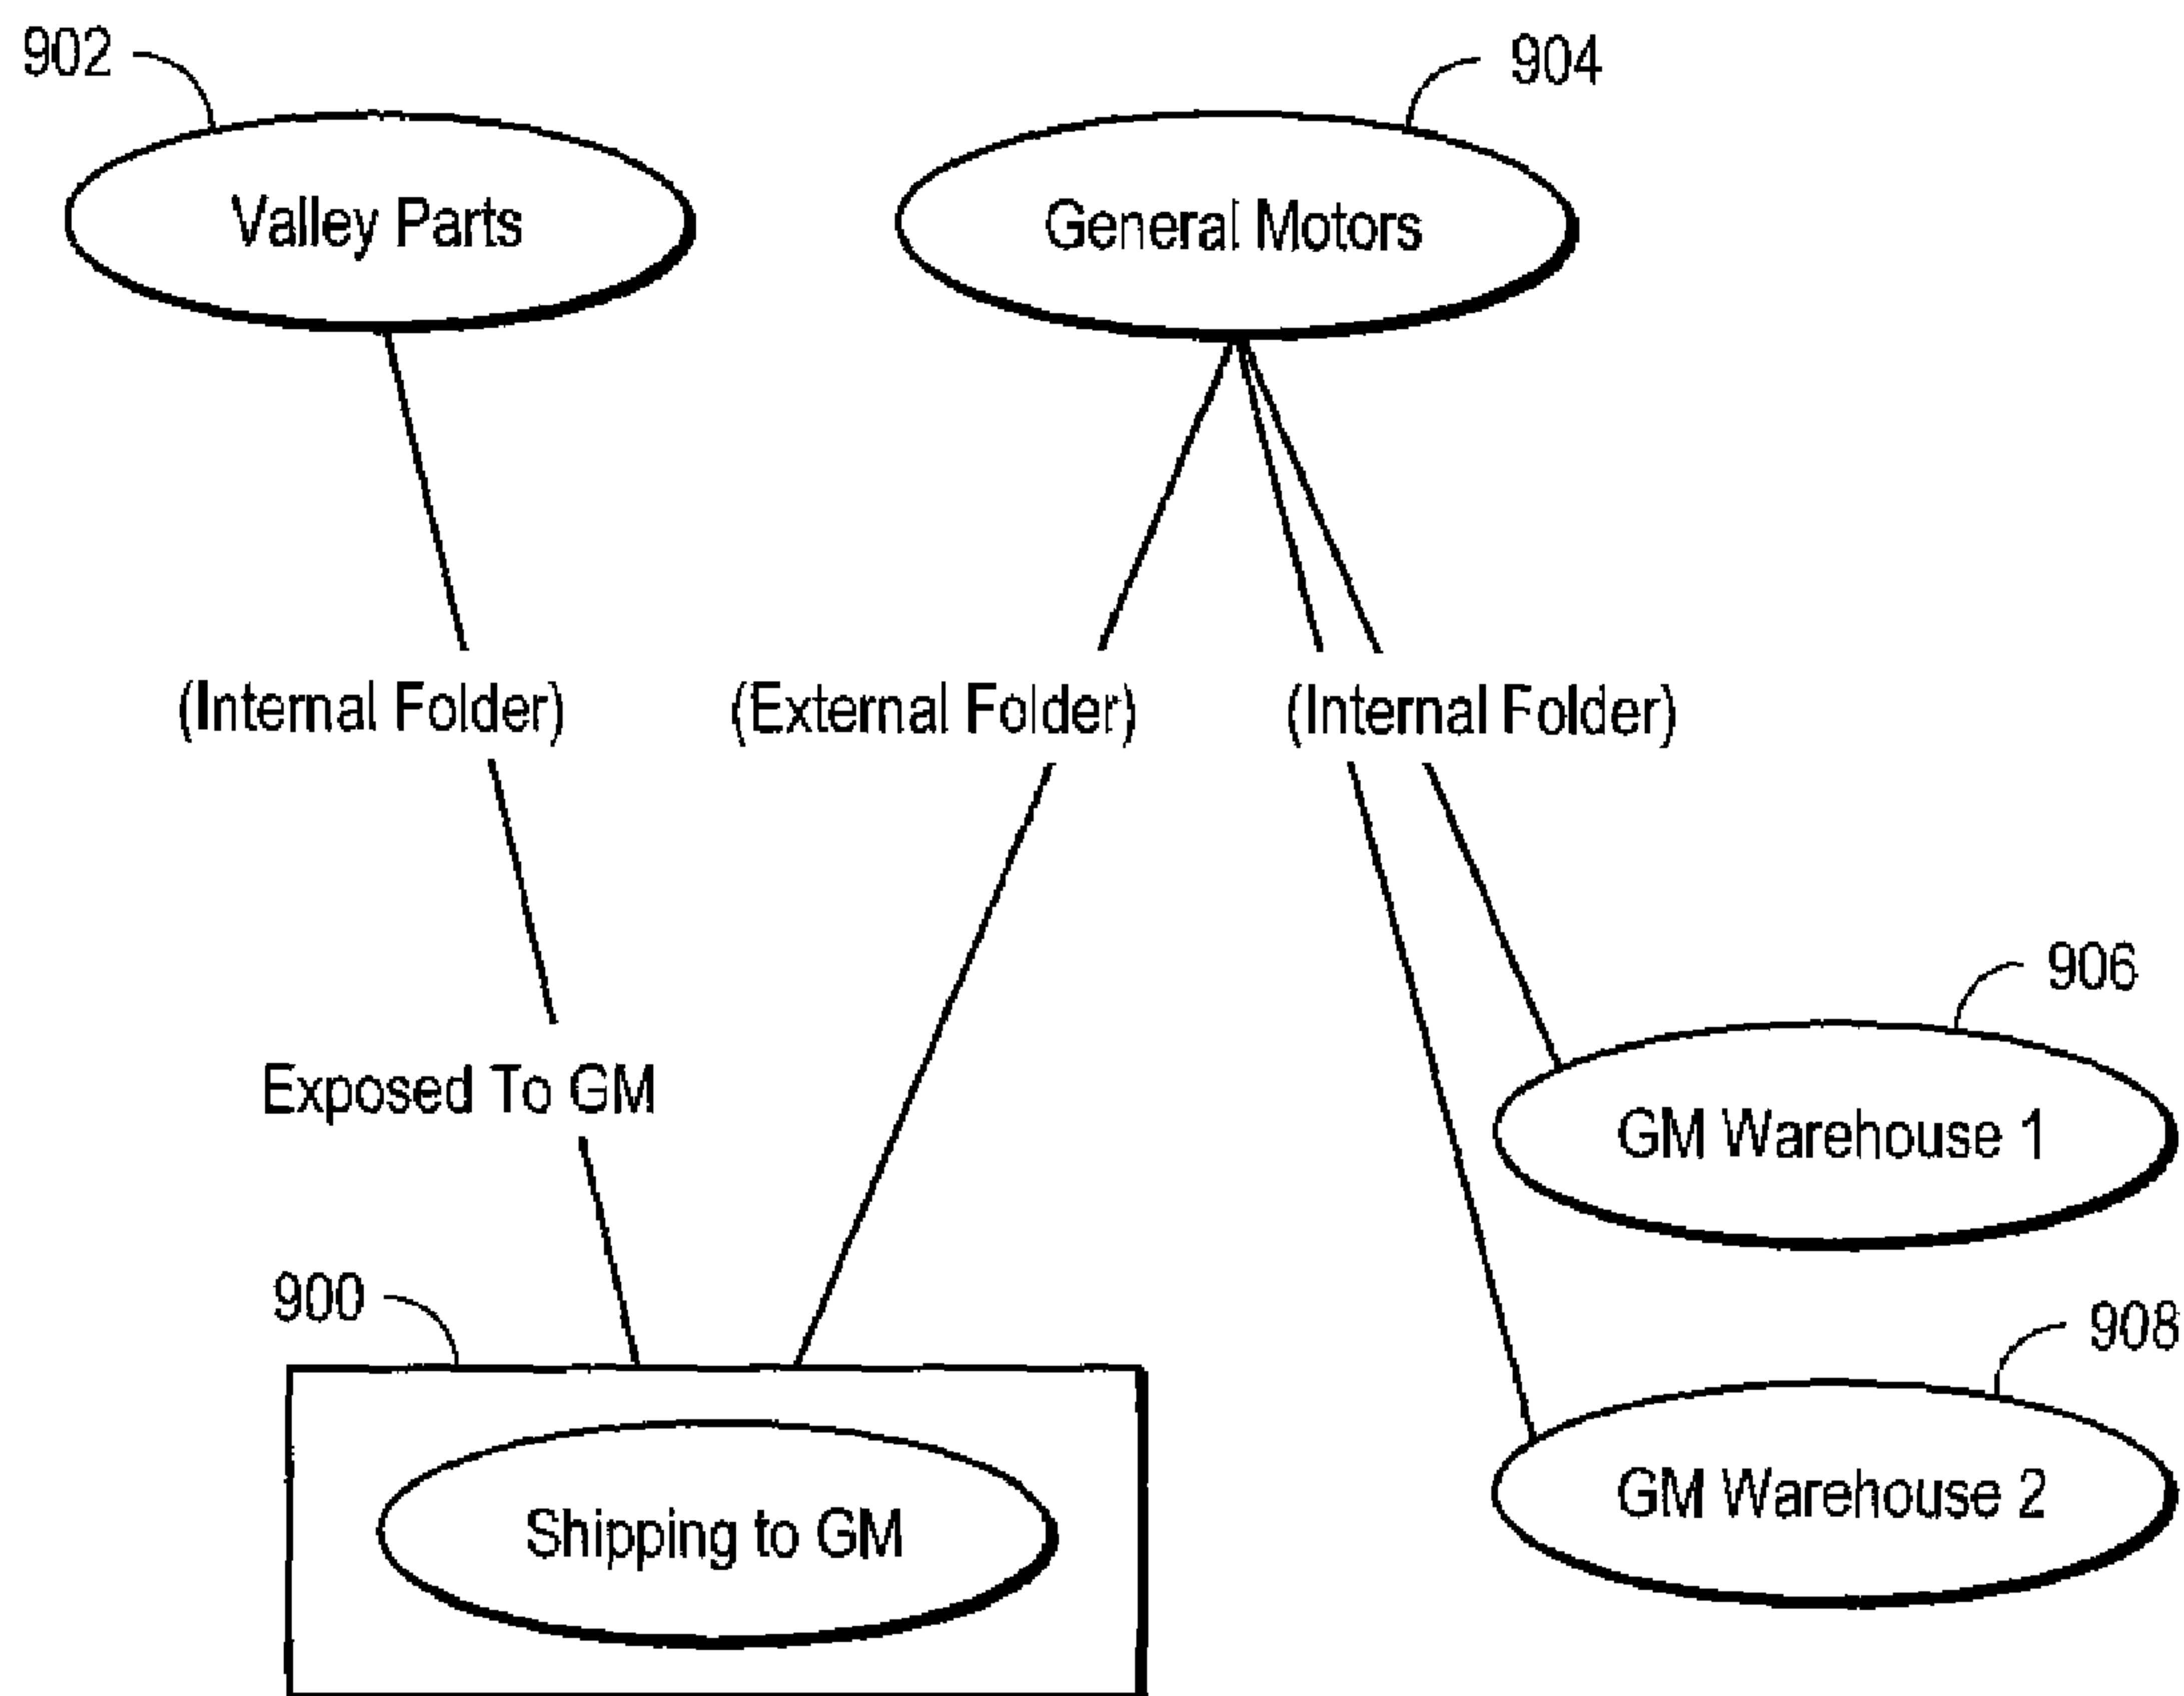 902
904
Valley Parts
General Motors
(Internal Folder)
(External Folder)
(Internal Folder)
906
Exposed To GM
GM Warehouse 1
900
908
GM Warehouse 2
Shipping to GM